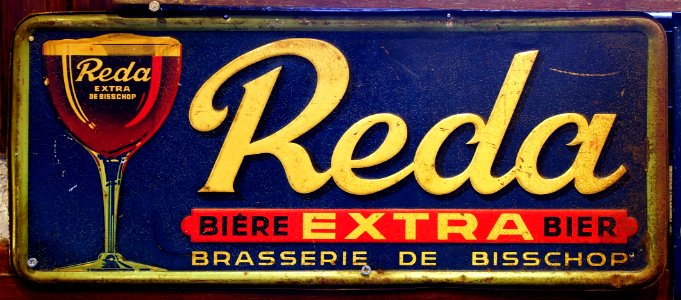 Reda
EXTRA
DE BISSCHOP
Reda
BIÈRE EXTRA BIER
BRASSERIE DE BISSCHOP